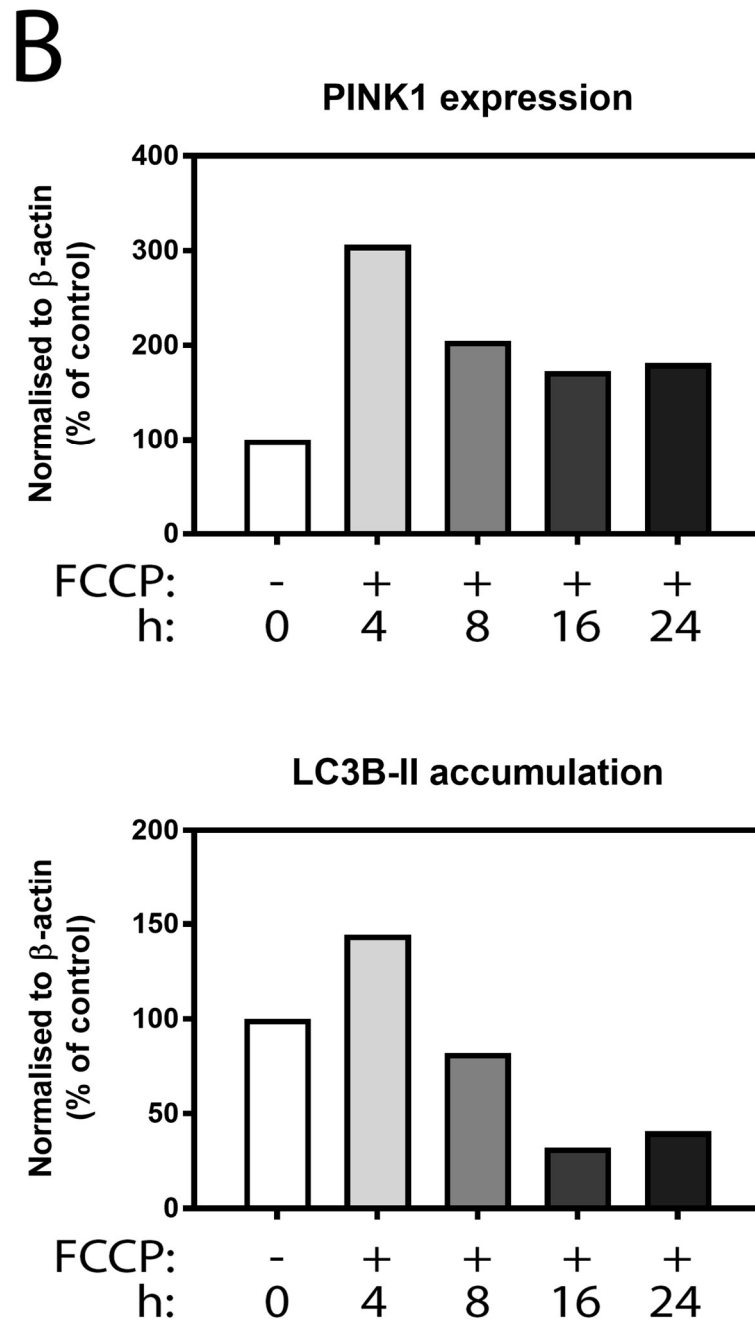 B
PINK1 expression
Normalised to β-actin
(% of control)
400
300
200
100
0
FCCP: - + + + +
h: 0 4 8 16 24
LC3B-II accumulation
Normalised to β-actin
(% of control)
200
150
100
50
0
FCCP: - + + + +
h: 0 4 8 16 24